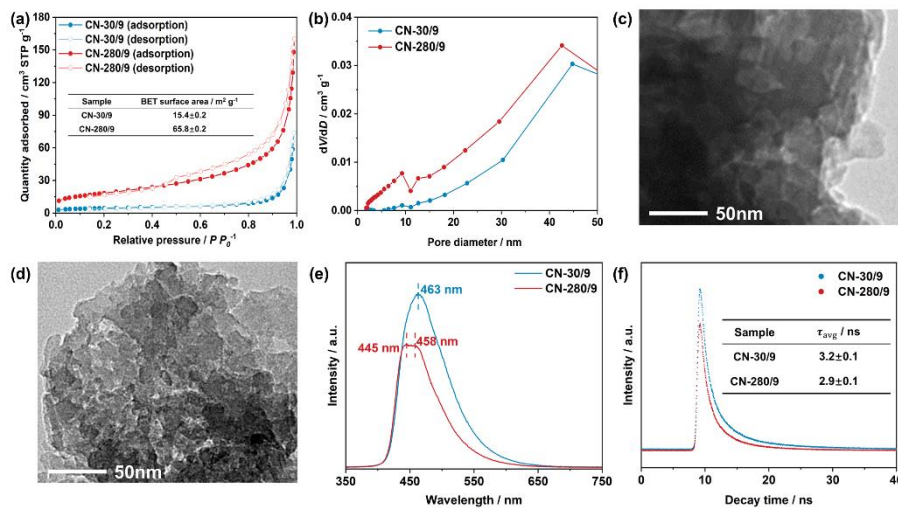 (a)
180
150
120
90
60
30
0
0.0 0.2 0.4 0.6 0.8 1.0
Quantity adsorbed / cm³ STP g⁻¹
Relative pressure / P P₀⁻¹
CN-30/9 (adsorption)
CN-30/9 (desorption)
CN-280/9 (adsorption)
CN-280/9 (desorption)
Sample BET surface area / m² g⁻¹
CN-30/9 15.4±0.2
CN-280/9 65.8±0.2
(b)
0.04
0.03
0.02
0.01
0.00
0 10 20 30 40 50
dV/dD / cm³ g⁻¹
Pore diameter / nm
CN-30/9
CN-280/9
(c)
50nm
(d)
50nm
(e)
CN-30/9
CN-280/9
463 nm
445 nm 458 nm
Intensity / a.u.
350 450 550 650 750
Wavelength / nm
(f)
CN-30/9
CN-280/9
Sample τavg / ns
CN-30/9 3.2±0.1
CN-280/9 2.9±0.1
Intensity / a.u.
0 10 20 30 40
Decay time / ns